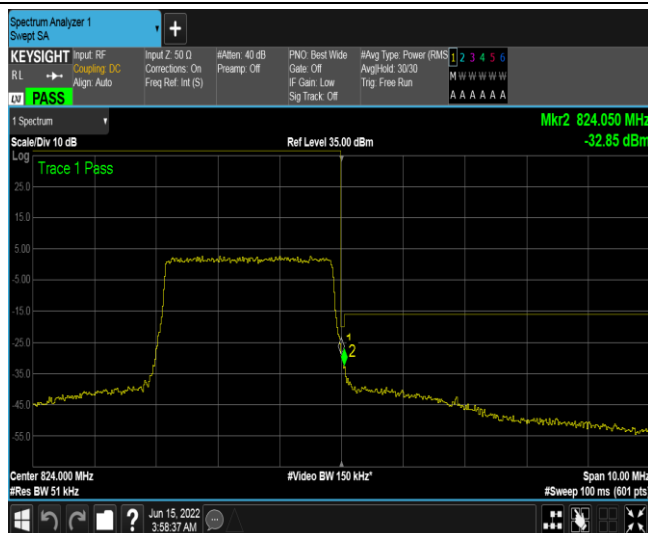 Spectrum Analyzer 1
Swept SA
+
KEYSIGHT
RL
LXI PASS
Input: RF
Coupling: DC
Align: Auto
Input Z: 50 Ω
Corrections: On
Freq Ref: Int (S)
#Atten: 40 dB
Preamp: Off
PNO: Best Wide
Gate: Off
IF Gain: Low
Sig Track: Off
#Avg Type: Power (RMS
Avg|Hold: 30/30
Trig: Free Run
1 2 3 4 5 6
M W W W W W
A A A A A A
1 Spectrum
Mkr2 824.050 MHz
Scale/Div 10 dB
Ref Level 35.00 dBm
-32.85 dBm
Log
Trace 1 Pass
25.0
15.0
5.00
-5.00
-15.0
-25.0
-35.0
-45.0
-55.0
1
2
Center 824.000 MHz
#Video BW 150 kHz*
Span 10.00 MHz
#Res BW 51 kHz
#Sweep 100 ms (601 pts)
?
Jun 15, 2022
3:58:37 AM